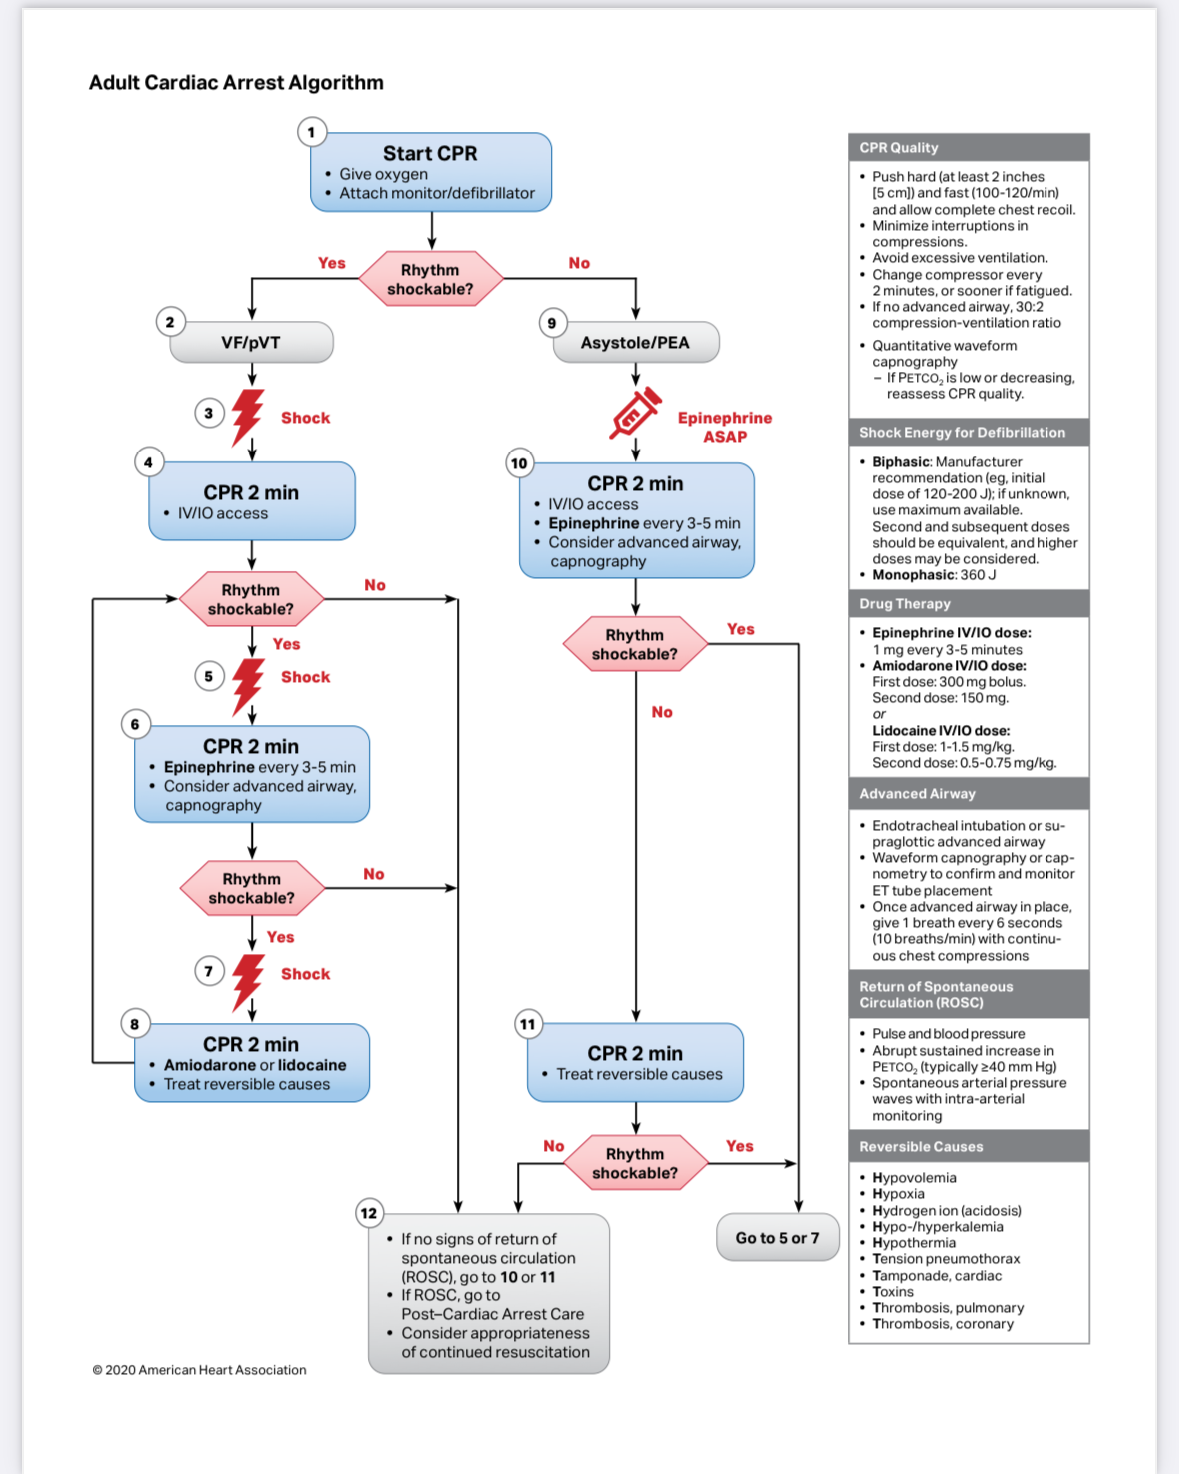 Adult Cardiac Arrest Algorithm
1
Start CPR
• Give oxygen
• Attach monitor/defibrillator
Rhythm
shockable?
Yes
No
2
VF/pVT
3
Shock
4
CPR 2 min
• IV/IO access
Rhythm
shockable?
No
Yes
5
Shock
6
CPR 2 min
• Epinephrine every 3-5 min
• Consider advanced airway,
capnography
Rhythm
shockable?
No
Yes
7
Shock
8
CPR 2 min
• Amiodarone or lidocaine
• Treat reversible causes
9
Asystole/PEA
Epinephrine
ASAP
10
CPR 2 min
• IV/IO access
• Epinephrine every 3-5 min
• Consider advanced airway,
capnography
Rhythm
shockable?
Yes
No
11
CPR 2 min
• Treat reversible causes
Rhythm
shockable?
No
Yes
12
• If no signs of return of
spontaneous circulation
(ROSC), go to 10 or 11
• If ROSC, go to
Post–Cardiac Arrest Care
• Consider appropriateness
of continued resuscitation
Go to 5 or 7
CPR Quality
• Push hard (at least 2 inches
[5 cm]) and fast (100-120/min)
and allow complete chest recoil.
• Minimize interruptions in
compressions.
• Avoid excessive ventilation.
• Change compressor every
2 minutes, or sooner if fatigued.
• If no advanced airway, 30:2
compression-ventilation ratio
• Quantitative waveform
capnography
– If PETCO₂ is low or decreasing,
reassess CPR quality.
Shock Energy for Defibrillation
• Biphasic: Manufacturer
recommendation (eg, initial
dose of 120-200 J); if unknown,
use maximum available.
Second and subsequent doses
should be equivalent, and higher
doses may be considered.
• Monophasic: 360 J
Drug Therapy
• Epinephrine IV/IO dose:
1 mg every 3-5 minutes
• Amiodarone IV/IO dose:
First dose: 300 mg bolus.
Second dose: 150 mg.
or
Lidocaine IV/IO dose:
First dose: 1-1.5 mg/kg.
Second dose: 0.5-0.75 mg/kg.
Advanced Airway
• Endotracheal intubation or su-
praglottic advanced airway
• Waveform capnography or cap-
nometry to confirm and monitor
ET tube placement
• Once advanced airway in place,
give 1 breath every 6 seconds
(10 breaths/min) with continu-
ous chest compressions
Return of Spontaneous
Circulation (ROSC)
• Pulse and blood pressure
• Abrupt sustained increase in
PETCO₂ (typically ≥40 mm Hg)
• Spontaneous arterial pressure
waves with intra-arterial
monitoring
Reversible Causes
• Hypovolemia
• Hypoxia
• Hydrogen ion (acidosis)
• Hypo-/hyperkalemia
• Hypothermia
• Tension pneumothorax
• Tamponade, cardiac
• Toxins
• Thrombosis, pulmonary
• Thrombosis, coronary
© 2020 American Heart Association